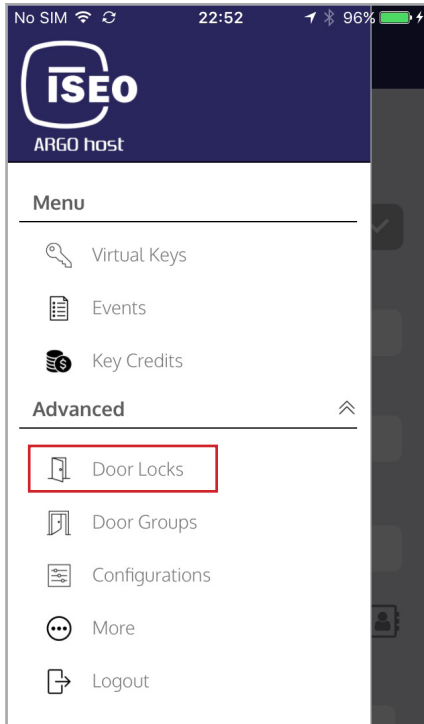 No SIM 22:52 96%
ISEO
ARGO host
Menu
Virtual Keys
Events
Key Credits
Advanced
Door Locks
Door Groups
Configurations
More
Logout